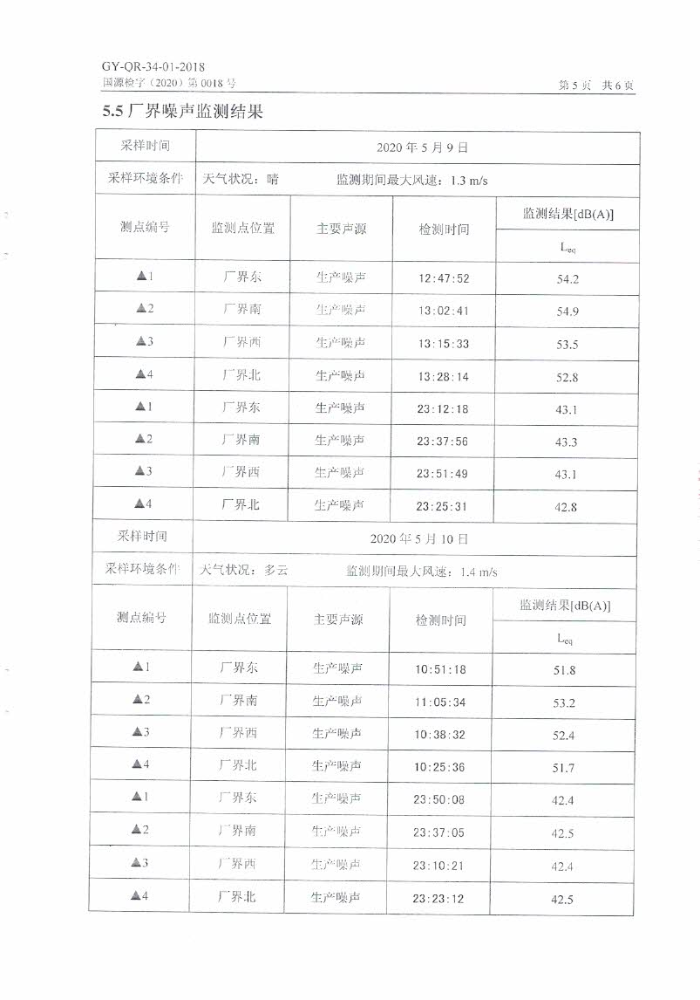 GY-QR-34-01-2018
国源检字（2020）第 0018 号
第 5 页 共 6 页
5.5 厂界噪声监测结果
采样时间 2020 年 5 月 9 日
采样环境条件 天气状况：晴 监测期间最大风速：1.3 m/s
测点编号 监测点位置 主要声源 检测时间 监测结果[dB(A)]
Leq
▲1 厂界东 生产噪声 12:47:52 54.2
▲2 厂界南 生产噪声 13:02:41 54.9
▲3 厂界西 生产噪声 13:15:33 53.5
▲4 厂界北 生产噪声 13:28:14 52.8
▲1 厂界东 生产噪声 23:12:18 43.1
▲2 厂界南 生产噪声 23:37:56 43.3
▲3 厂界西 生产噪声 23:51:49 43.1
▲4 厂界北 生产噪声 23:25:31 42.8
采样时间 2020 年 5 月 10 日
采样环境条件 天气状况：多云 监测期间最大风速：1.4 m/s
测点编号 监测点位置 主要声源 检测时间 监测结果[dB(A)]
Leq
▲1 厂界东 生产噪声 10:51:18 51.8
▲2 厂界南 生产噪声 11:05:34 53.2
▲3 厂界西 生产噪声 10:38:32 52.4
▲4 厂界北 生产噪声 10:25:36 51.7
▲1 厂界东 生产噪声 23:50:08 42.4
▲2 厂界南 生产噪声 23:37:05 42.5
▲3 厂界西 生产噪声 23:10:21 42.4
▲4 厂界北 生产噪声 23:23:12 42.5